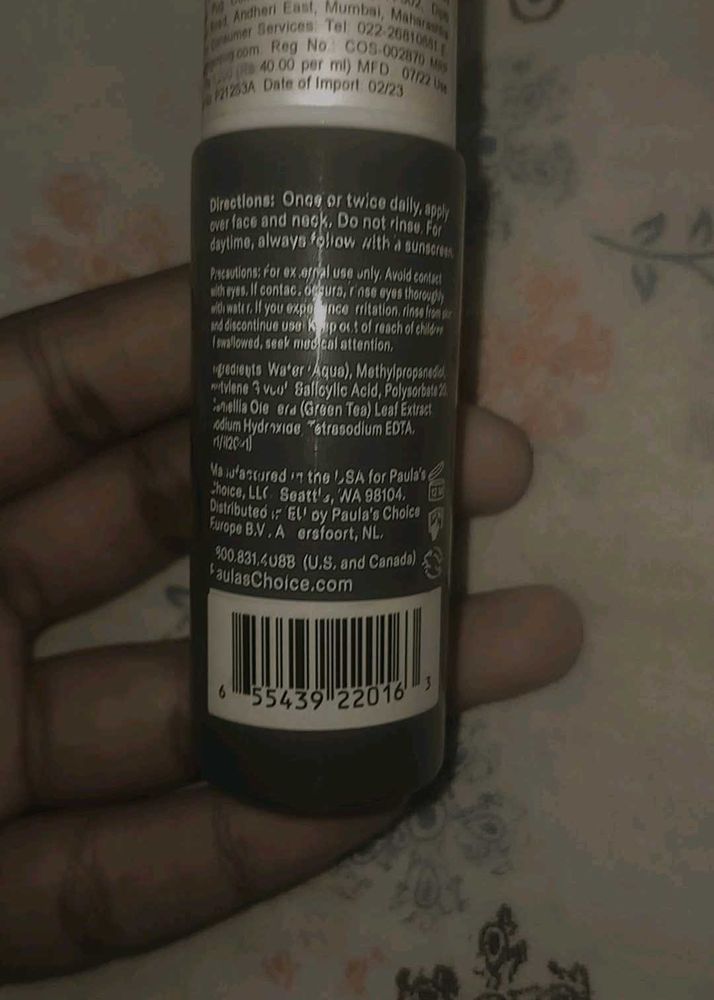 Andheri East, Mumbai, Maharashtra
Consumer Services: Tel: 022-26810881 E
Reg No.: COS-002870 MRP
40.00 per ml) MFD 07/22 Use
Date of Import 02/23
Directions: Once or twice daily, apply
over face and neck. Do not rinse. For
daytime, always follow with a sunscreen.
Precautions: For external use only. Avoid contact
with eyes. If contact occurs, rinse eyes thoroughly
with water. If you experience irritation, rinse from skin
and discontinue use. Keep out of reach of children.
If swallowed, seek medical attention.
Ingredients: Water (Aqua), Methylpropanediol,
Butylene Glycol, Salicylic Acid, Polysorbate 20,
Camellia Oleifera (Green Tea) Leaf Extract,
Sodium Hydroxide, Tetrasodium EDTA.
Manufactured in the USA for Paula's
Choice, LLC Seattle, WA 98104.
Distributed in EU by Paula's Choice
Europe B.V. Amersfoort, NL.
800.831.4088 (U.S. and Canada)
PaulasChoice.com
6 55439 22016 3